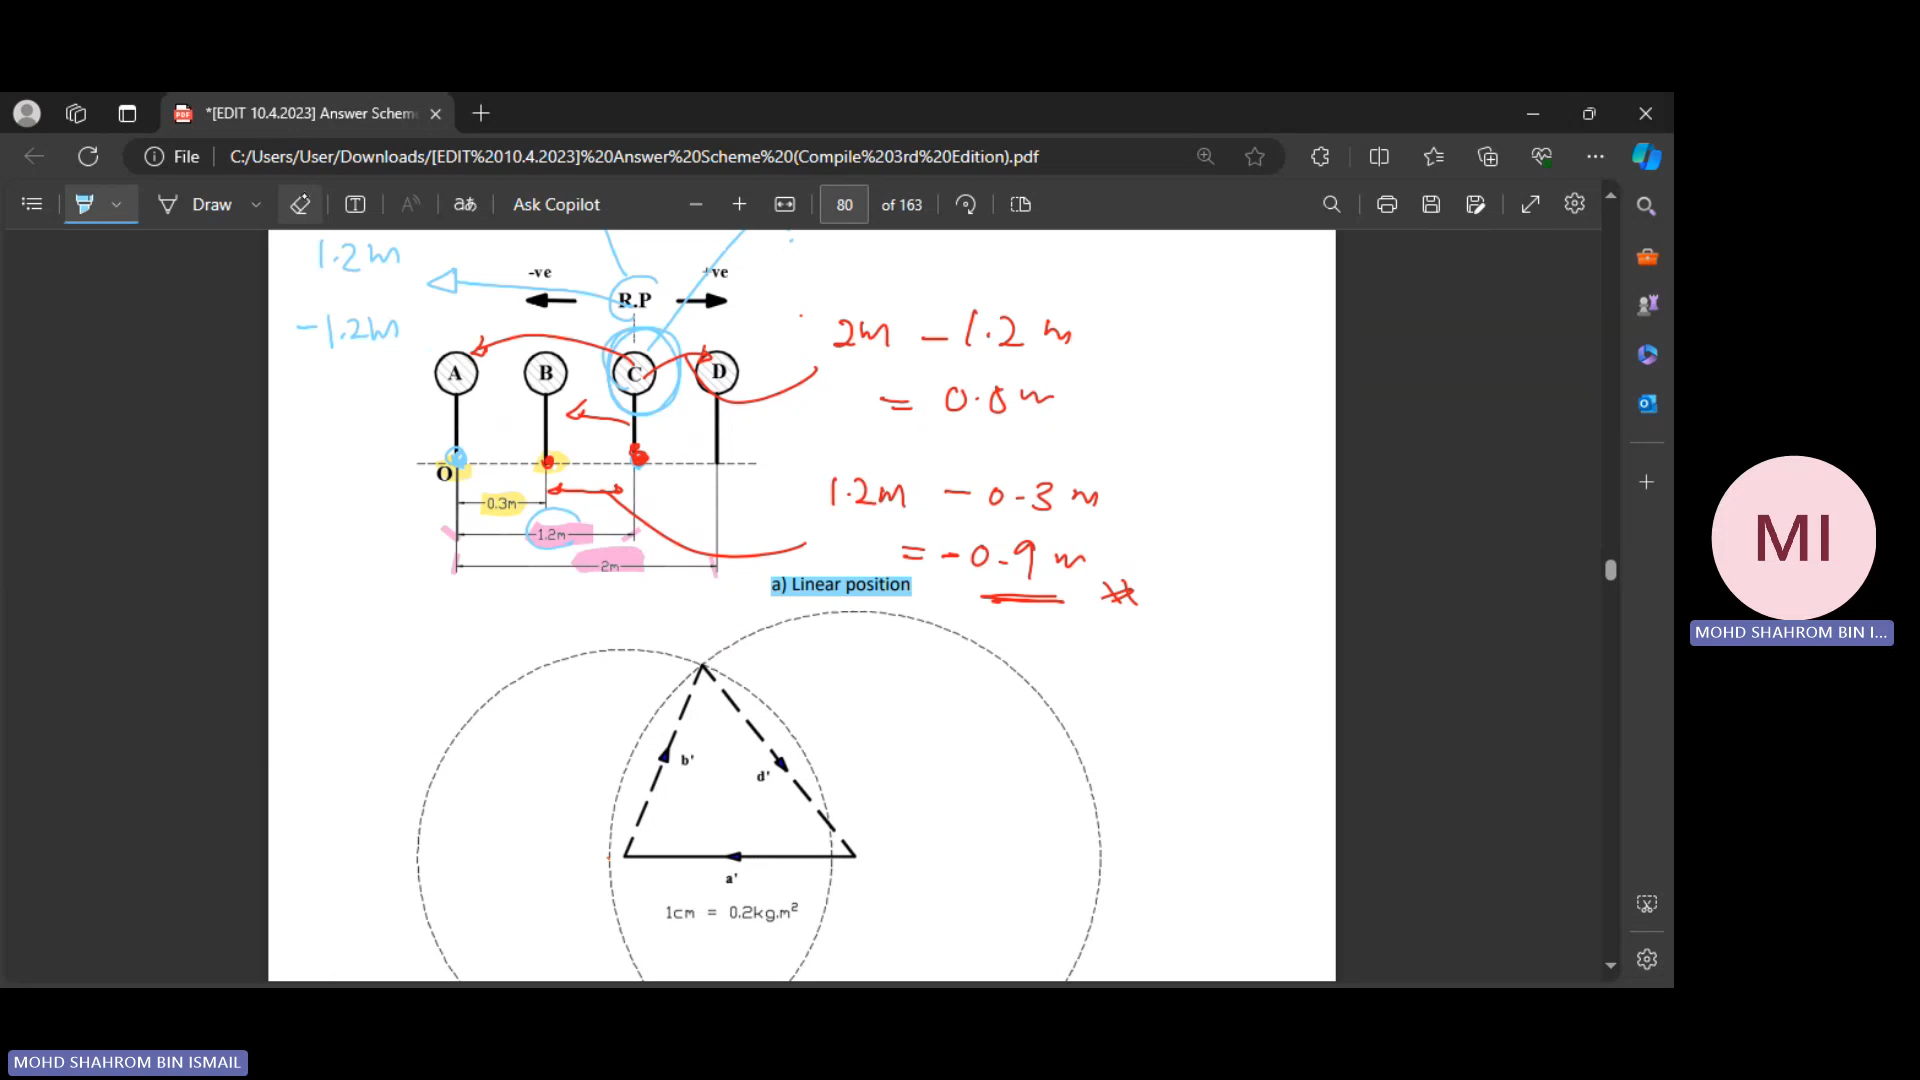 *[EDIT 10.4.2023] Answer Schem
File
C:/Users/User/Downloads/[EDIT%2010.4.2023]%20Answer%20Scheme%20(Compile%203rd%20Edition).pdf
Draw
aあ
Ask Copilot
80 of 163
1.2m
-ve
R.P
+ve
-1.2m
2m - 1.2 m
= 0.8 m
A
B
C
D
O
0.3m
1.2m
2m
1.2m - 0.3 m
= -0.9 m
a) Linear position
b'
d'
a'
1cm = 0.2kg.m²
MI
MOHD SHAHROM BIN I...
MOHD SHAHROM BIN ISMAIL